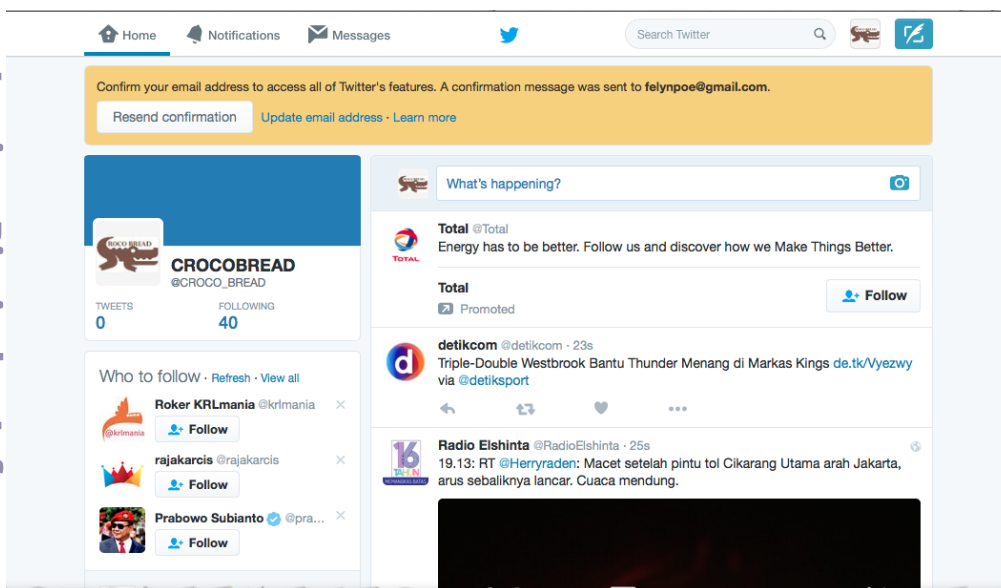 Home
Notifications
Messages
Search Twitter
Confirm your email address to access all of Twitter's features. A confirmation message was sent to felynpoe@gmail.com.
Resend confirmation
Update email address · Learn more
CROCO BREAD
CROCOBREAD
@CROCO_BREAD
TWEETS
FOLLOWING
0
40
Who to follow · Refresh · View all
@krlmania
Roker KRLmania @krlmania
Follow
rajakarcis @rajakarcis
Follow
Prabowo Subianto @pra...
Follow
What's happening?
TOTAL
Total @Total
Energy has to be better. Follow us and discover how we Make Things Better.
Total
Promoted
Follow
d
detikcom @detikcom · 23s
Triple-Double Westbrook Bantu Thunder Menang di Markas Kings de.tk/Vyezwy
via @detiksport
16
TAHUN
Radio Elshinta @RadioElshinta · 25s
19.13: RT @Herryraden: Macet setelah pintu tol Cikarang Utama arah Jakarta,
arus sebaliknya lancar. Cuaca mendung.